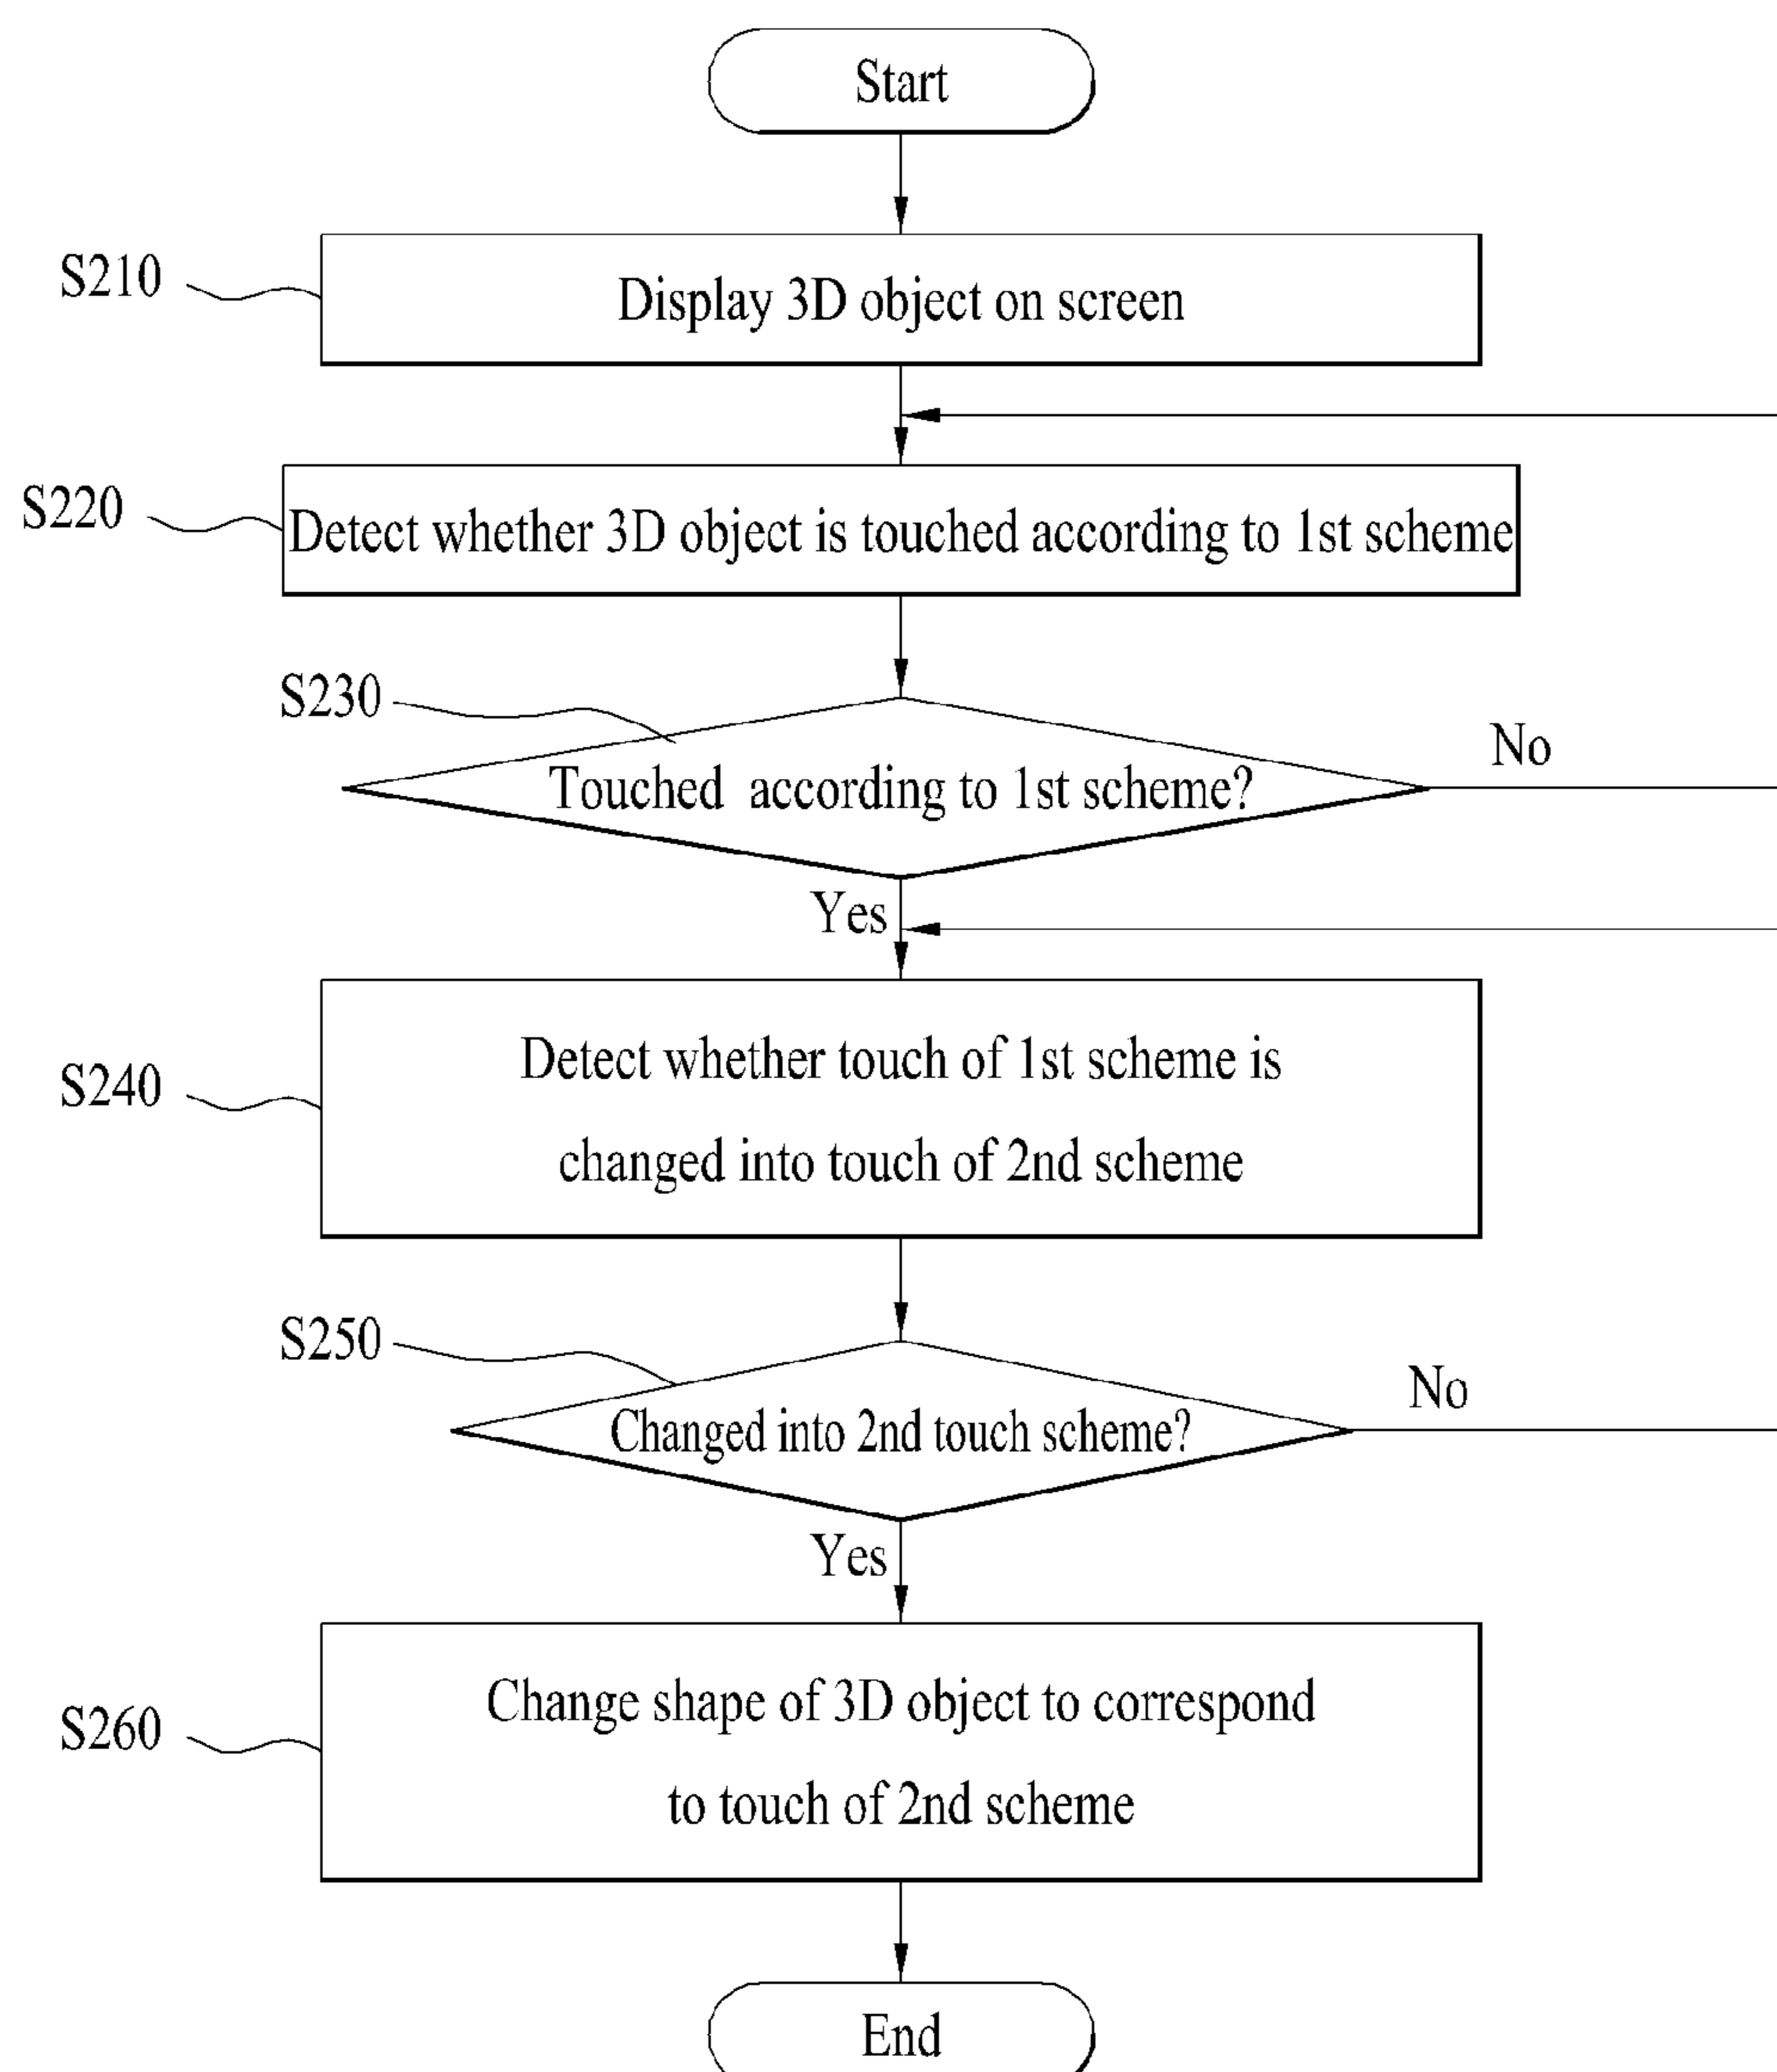 Start
S210
Display 3D object on screen
S220
Detect whether 3D object is touched according to 1st scheme
S230
Touched according to 1st scheme?
No
Yes
S240
Detect whether touch of 1st scheme is
changed into touch of 2nd scheme
S250
Changed into 2nd touch scheme?
No
Yes
S260
Change shape of 3D object to correspond
to touch of 2nd scheme
End